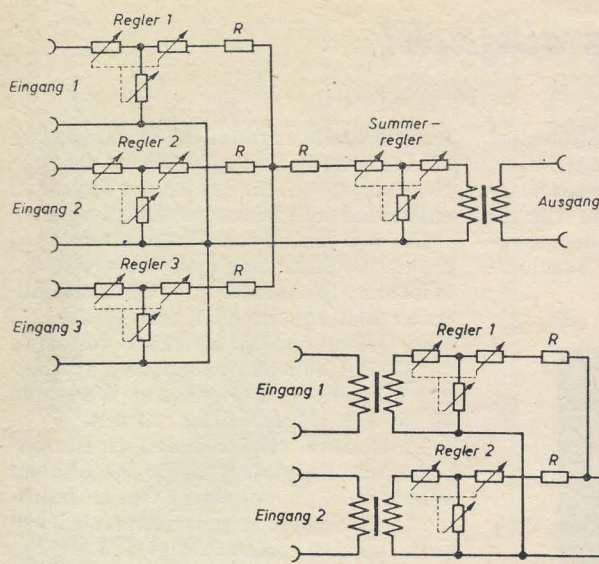 Regler 1
R
Eingang 1
Regler 2
R
R
Summer-
regler
Eingang 2
Ausgang
Regler 3
R
Eingang 3
Regler 1
R
Eingang 1
Regler 2
R
Eingang 2